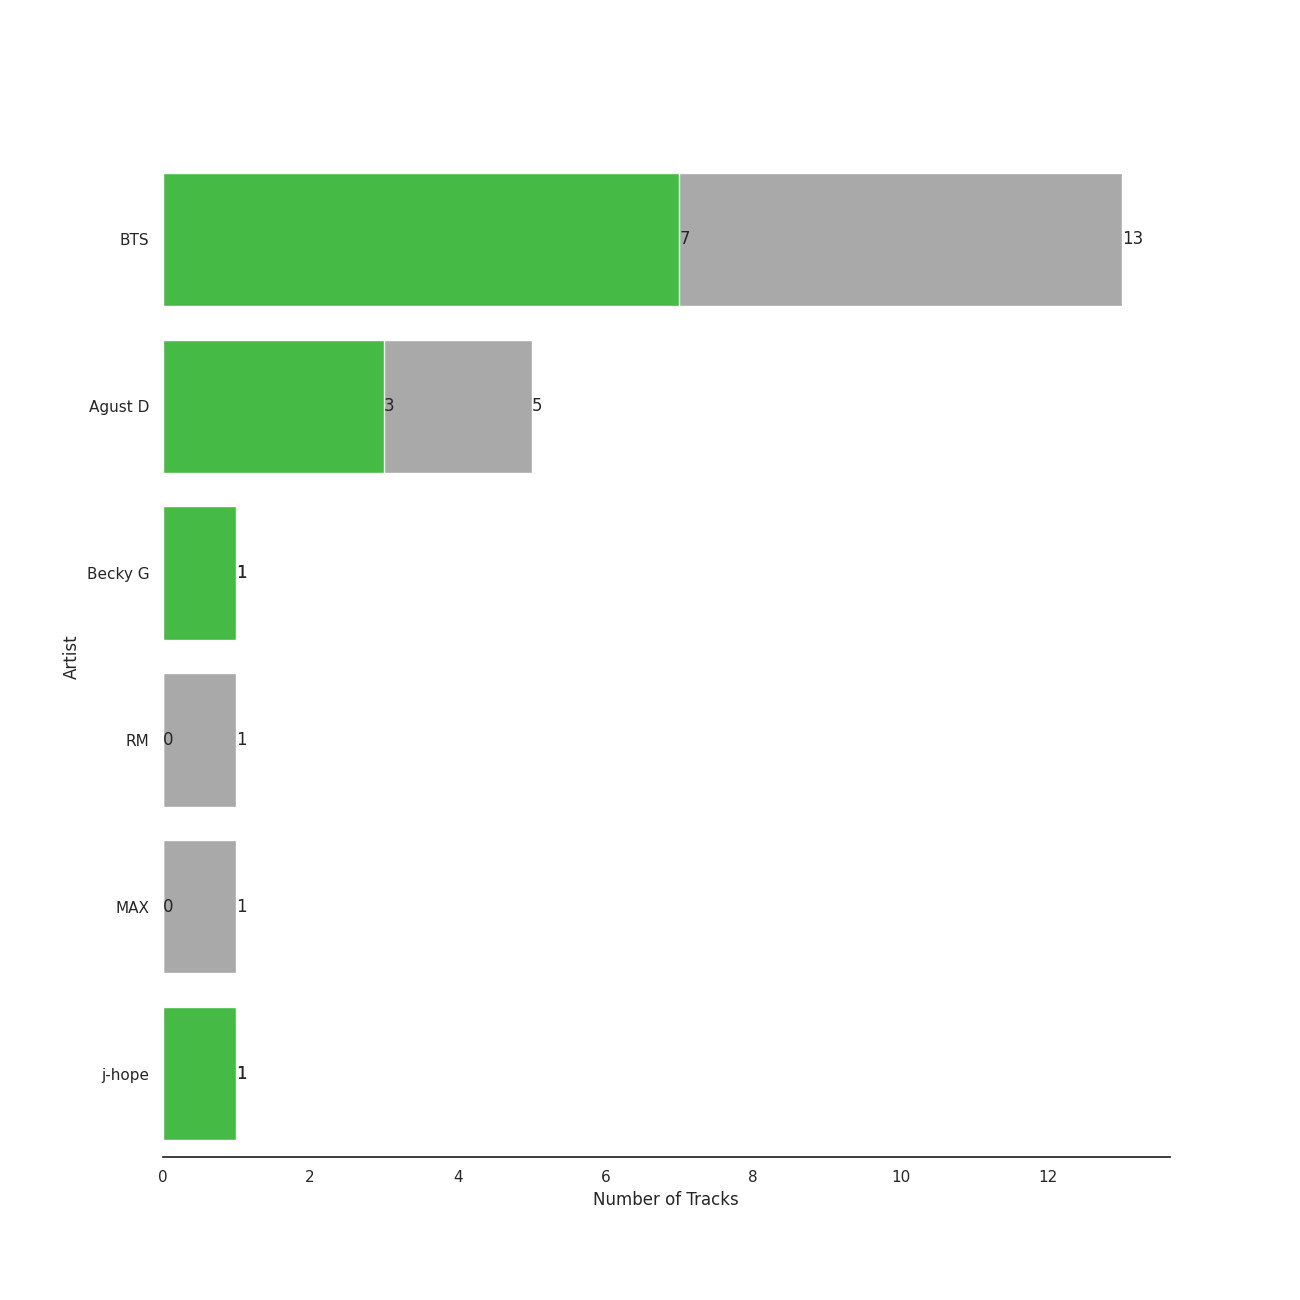 BTS 7 13
Agust D 3 5
Becky G 1
Artist
RM 0 1
MAX 0 1
j-hope 1
0 2 4 6 8 10 12
Number of Tracks